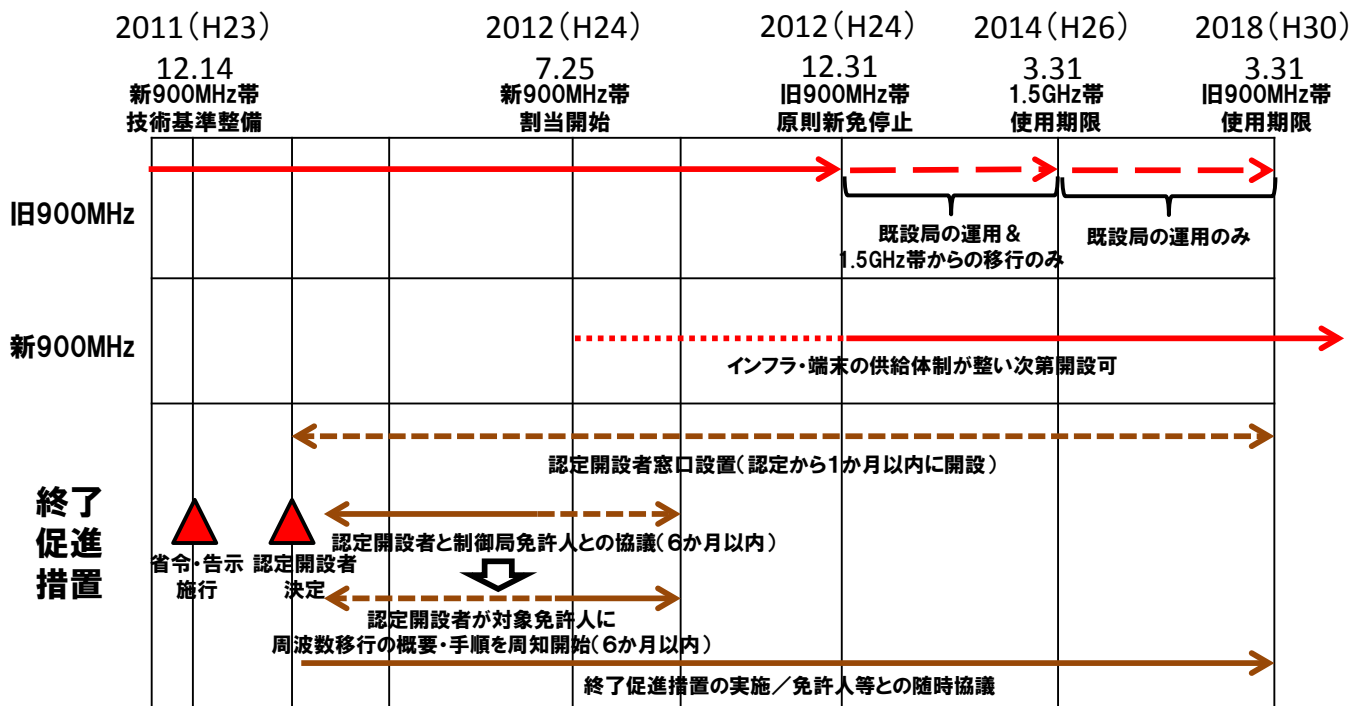 2011(H23)
12.14
新900MHz帯
技術基準整備
2012(H24)
7.25
新900MHz帯
割当開始
2012(H24)
12.31
旧900MHz帯
原則新免停止
2014(H26)
3.31
1.5GHz帯
使用期限
2018(H30)
3.31
旧900MHz帯
使用期限
旧900MHz
既設局の運用&
1.5GHz帯からの移行のみ
既設局の運用のみ
新900MHz
インフラ・端末の供給体制が整い次第開設可
終了
促進
措置
認定開設者窓口設置(認定から1か月以内に開設)
省令・告示
施行
認定開設者
決定
認定開設者と制御局免許人との協議(6か月以内)
認定開設者が対象免許人に
周波数移行の概要・手順を周知開始(6か月以内)
終了促進措置の実施/免許人等との随時協議